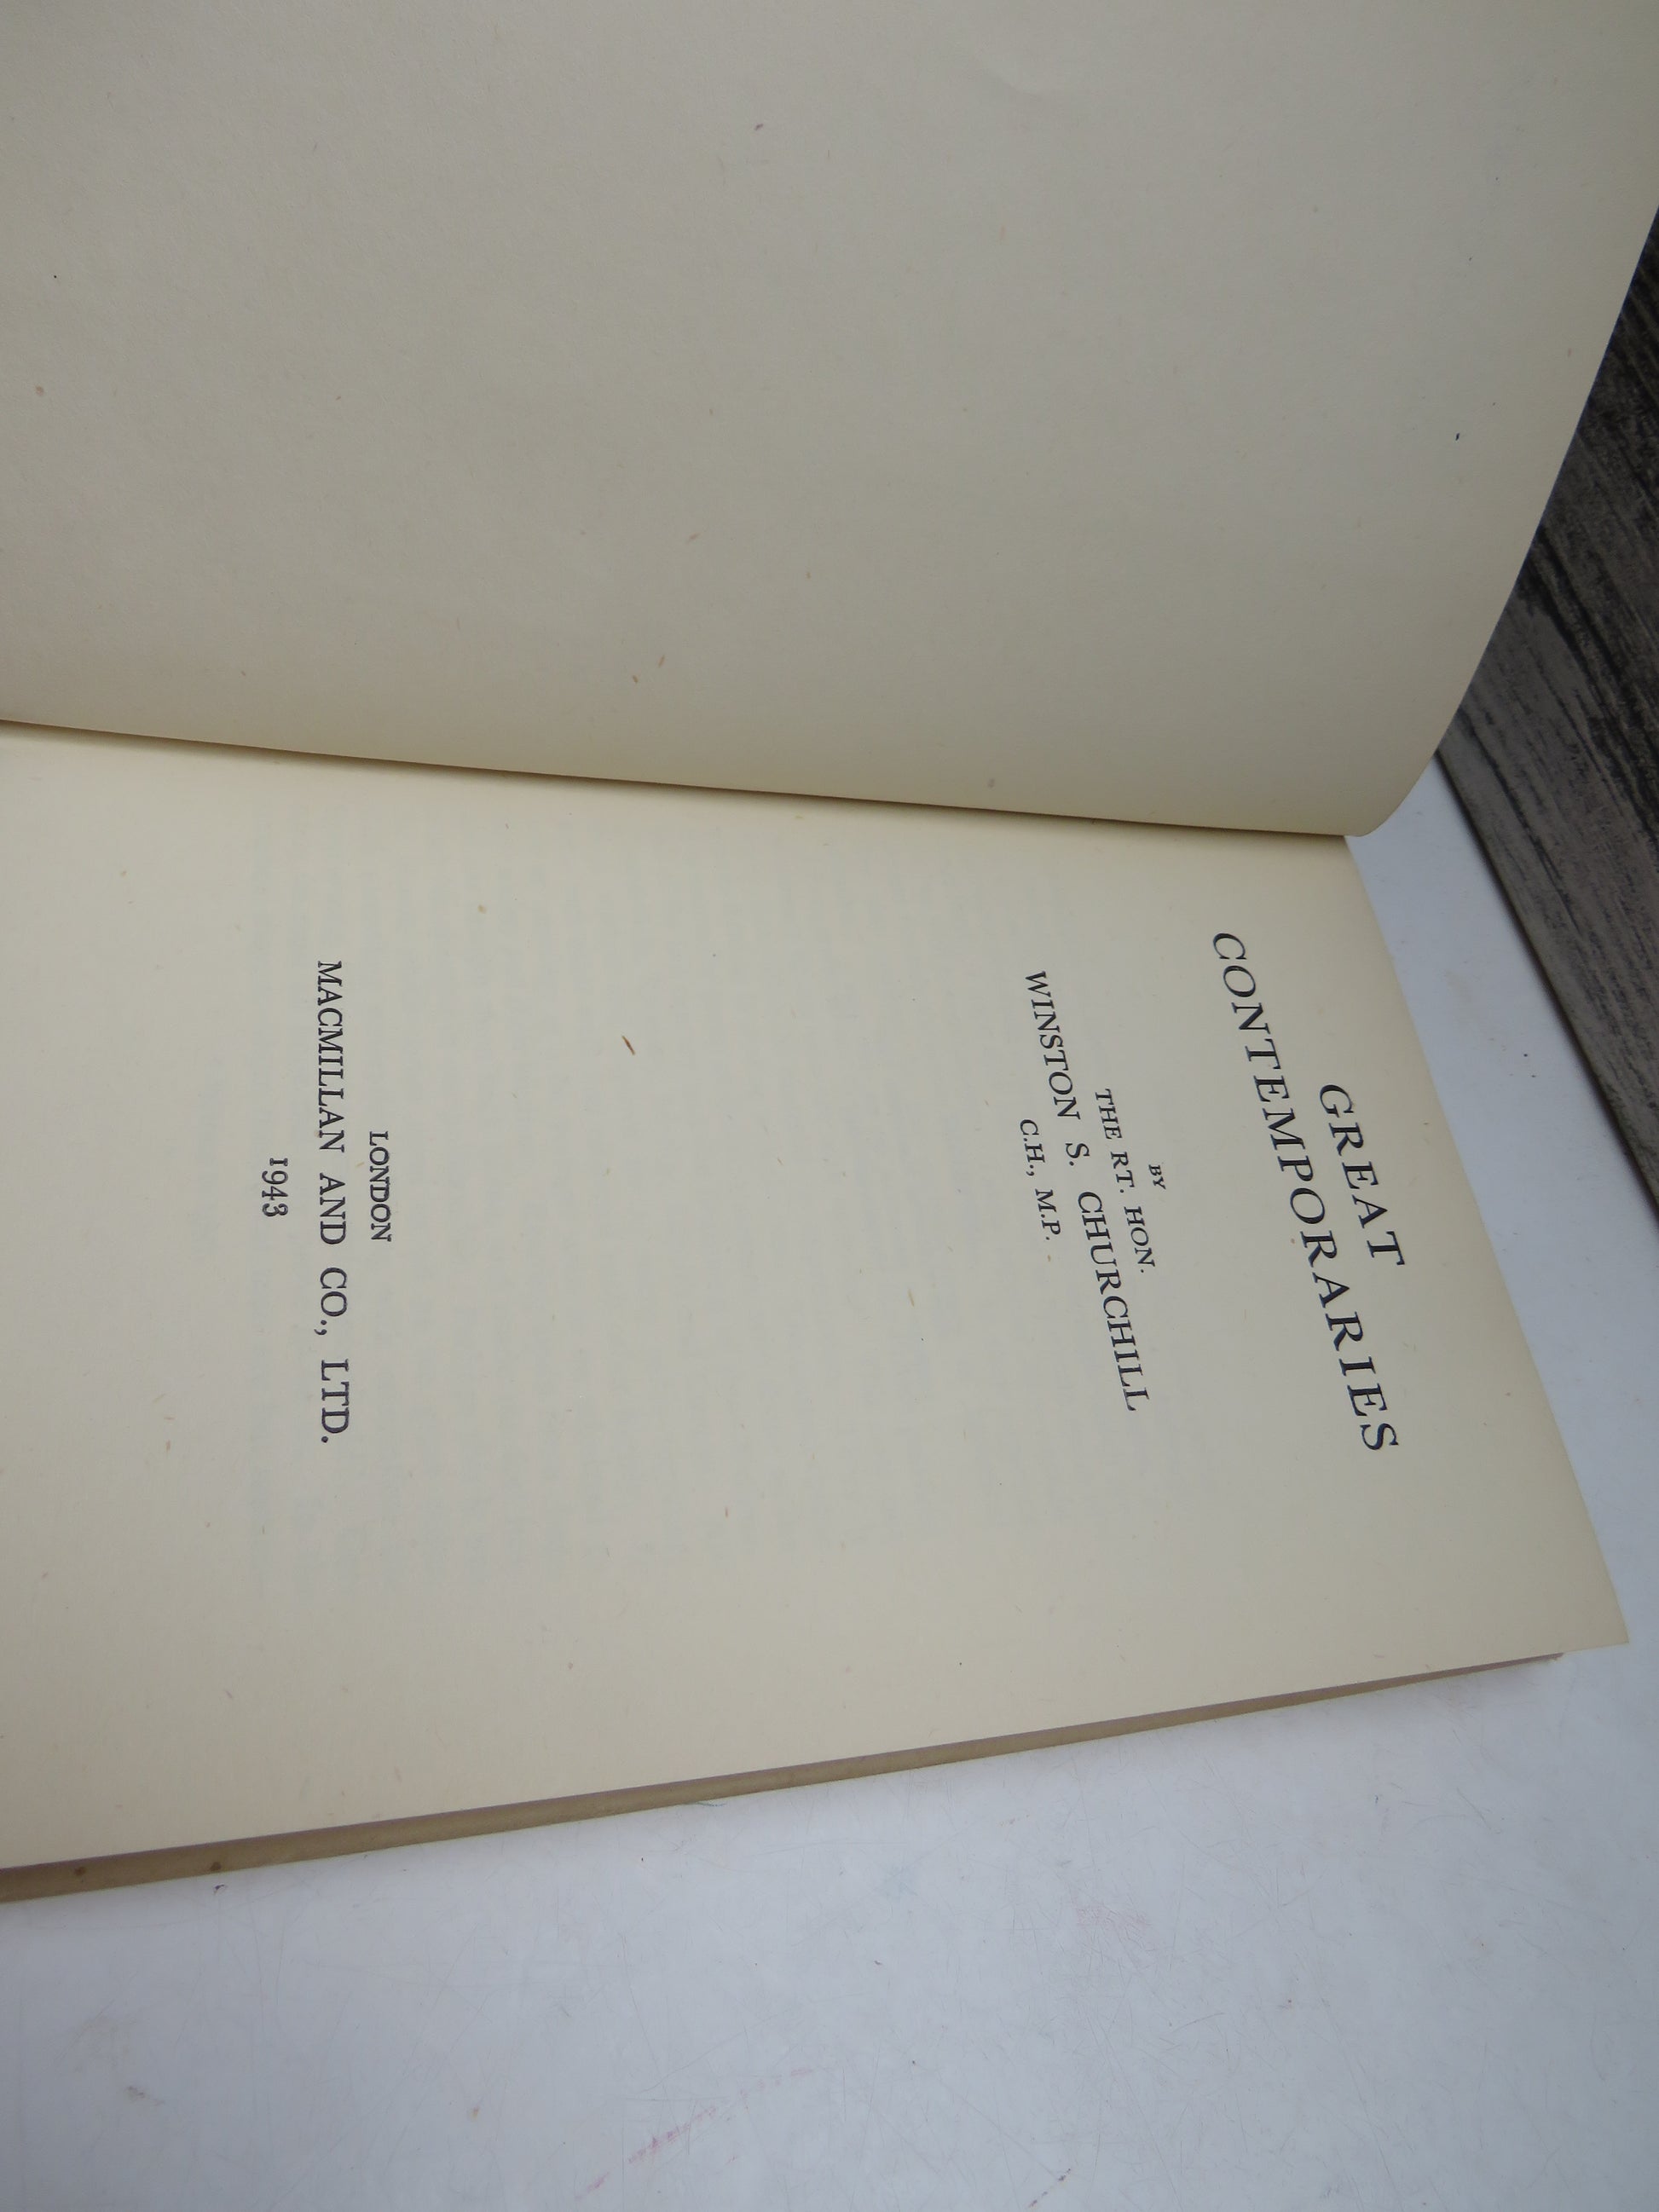 GREAT
CONTEMPORARIES
BY
THE RT. HON.
WINSTON S. CHURCHILL
C.H., M.P.
LONDON
MACMILLAN AND CO., LTD.
1943